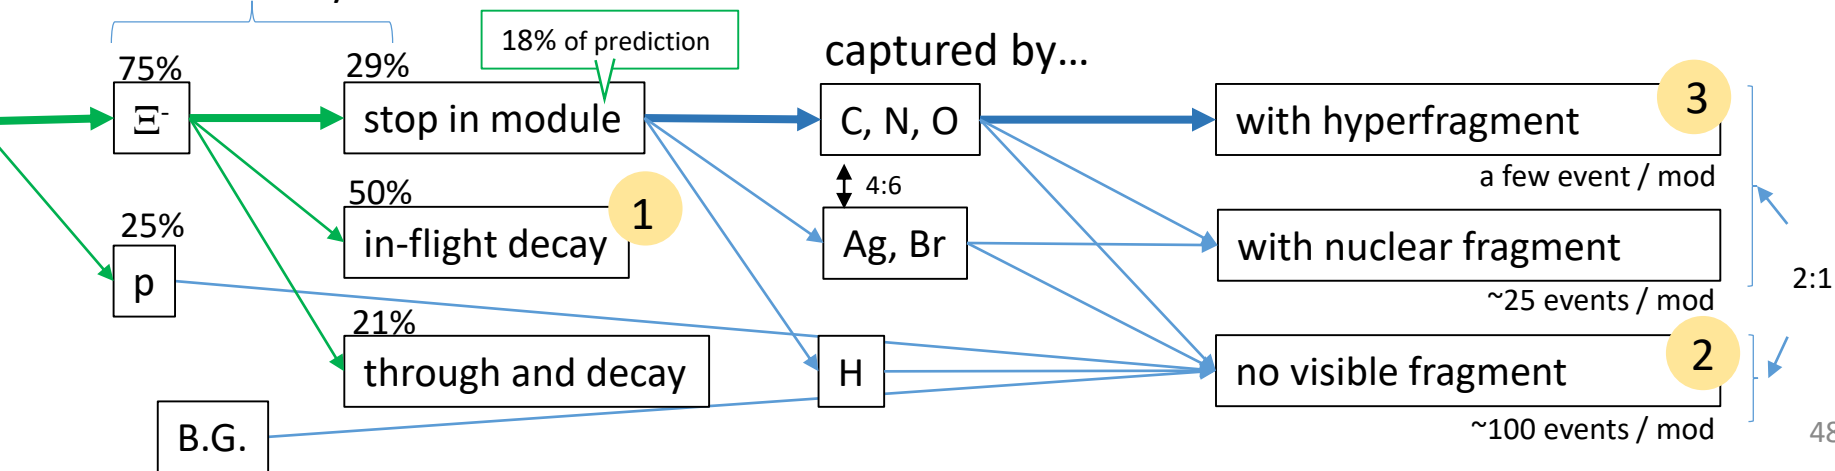 18% of prediction
captured by...
75%
29%
Ξ-
stop in module
C, N, O
with hyperfragment
3
a few event / mod
4:6
50%
in-flight decay
1
Ag, Br
with nuclear fragment
~25 events / mod
25%
p
2:1
21%
through and decay
H
no visible fragment
2
~100 events / mod
B.G.
48